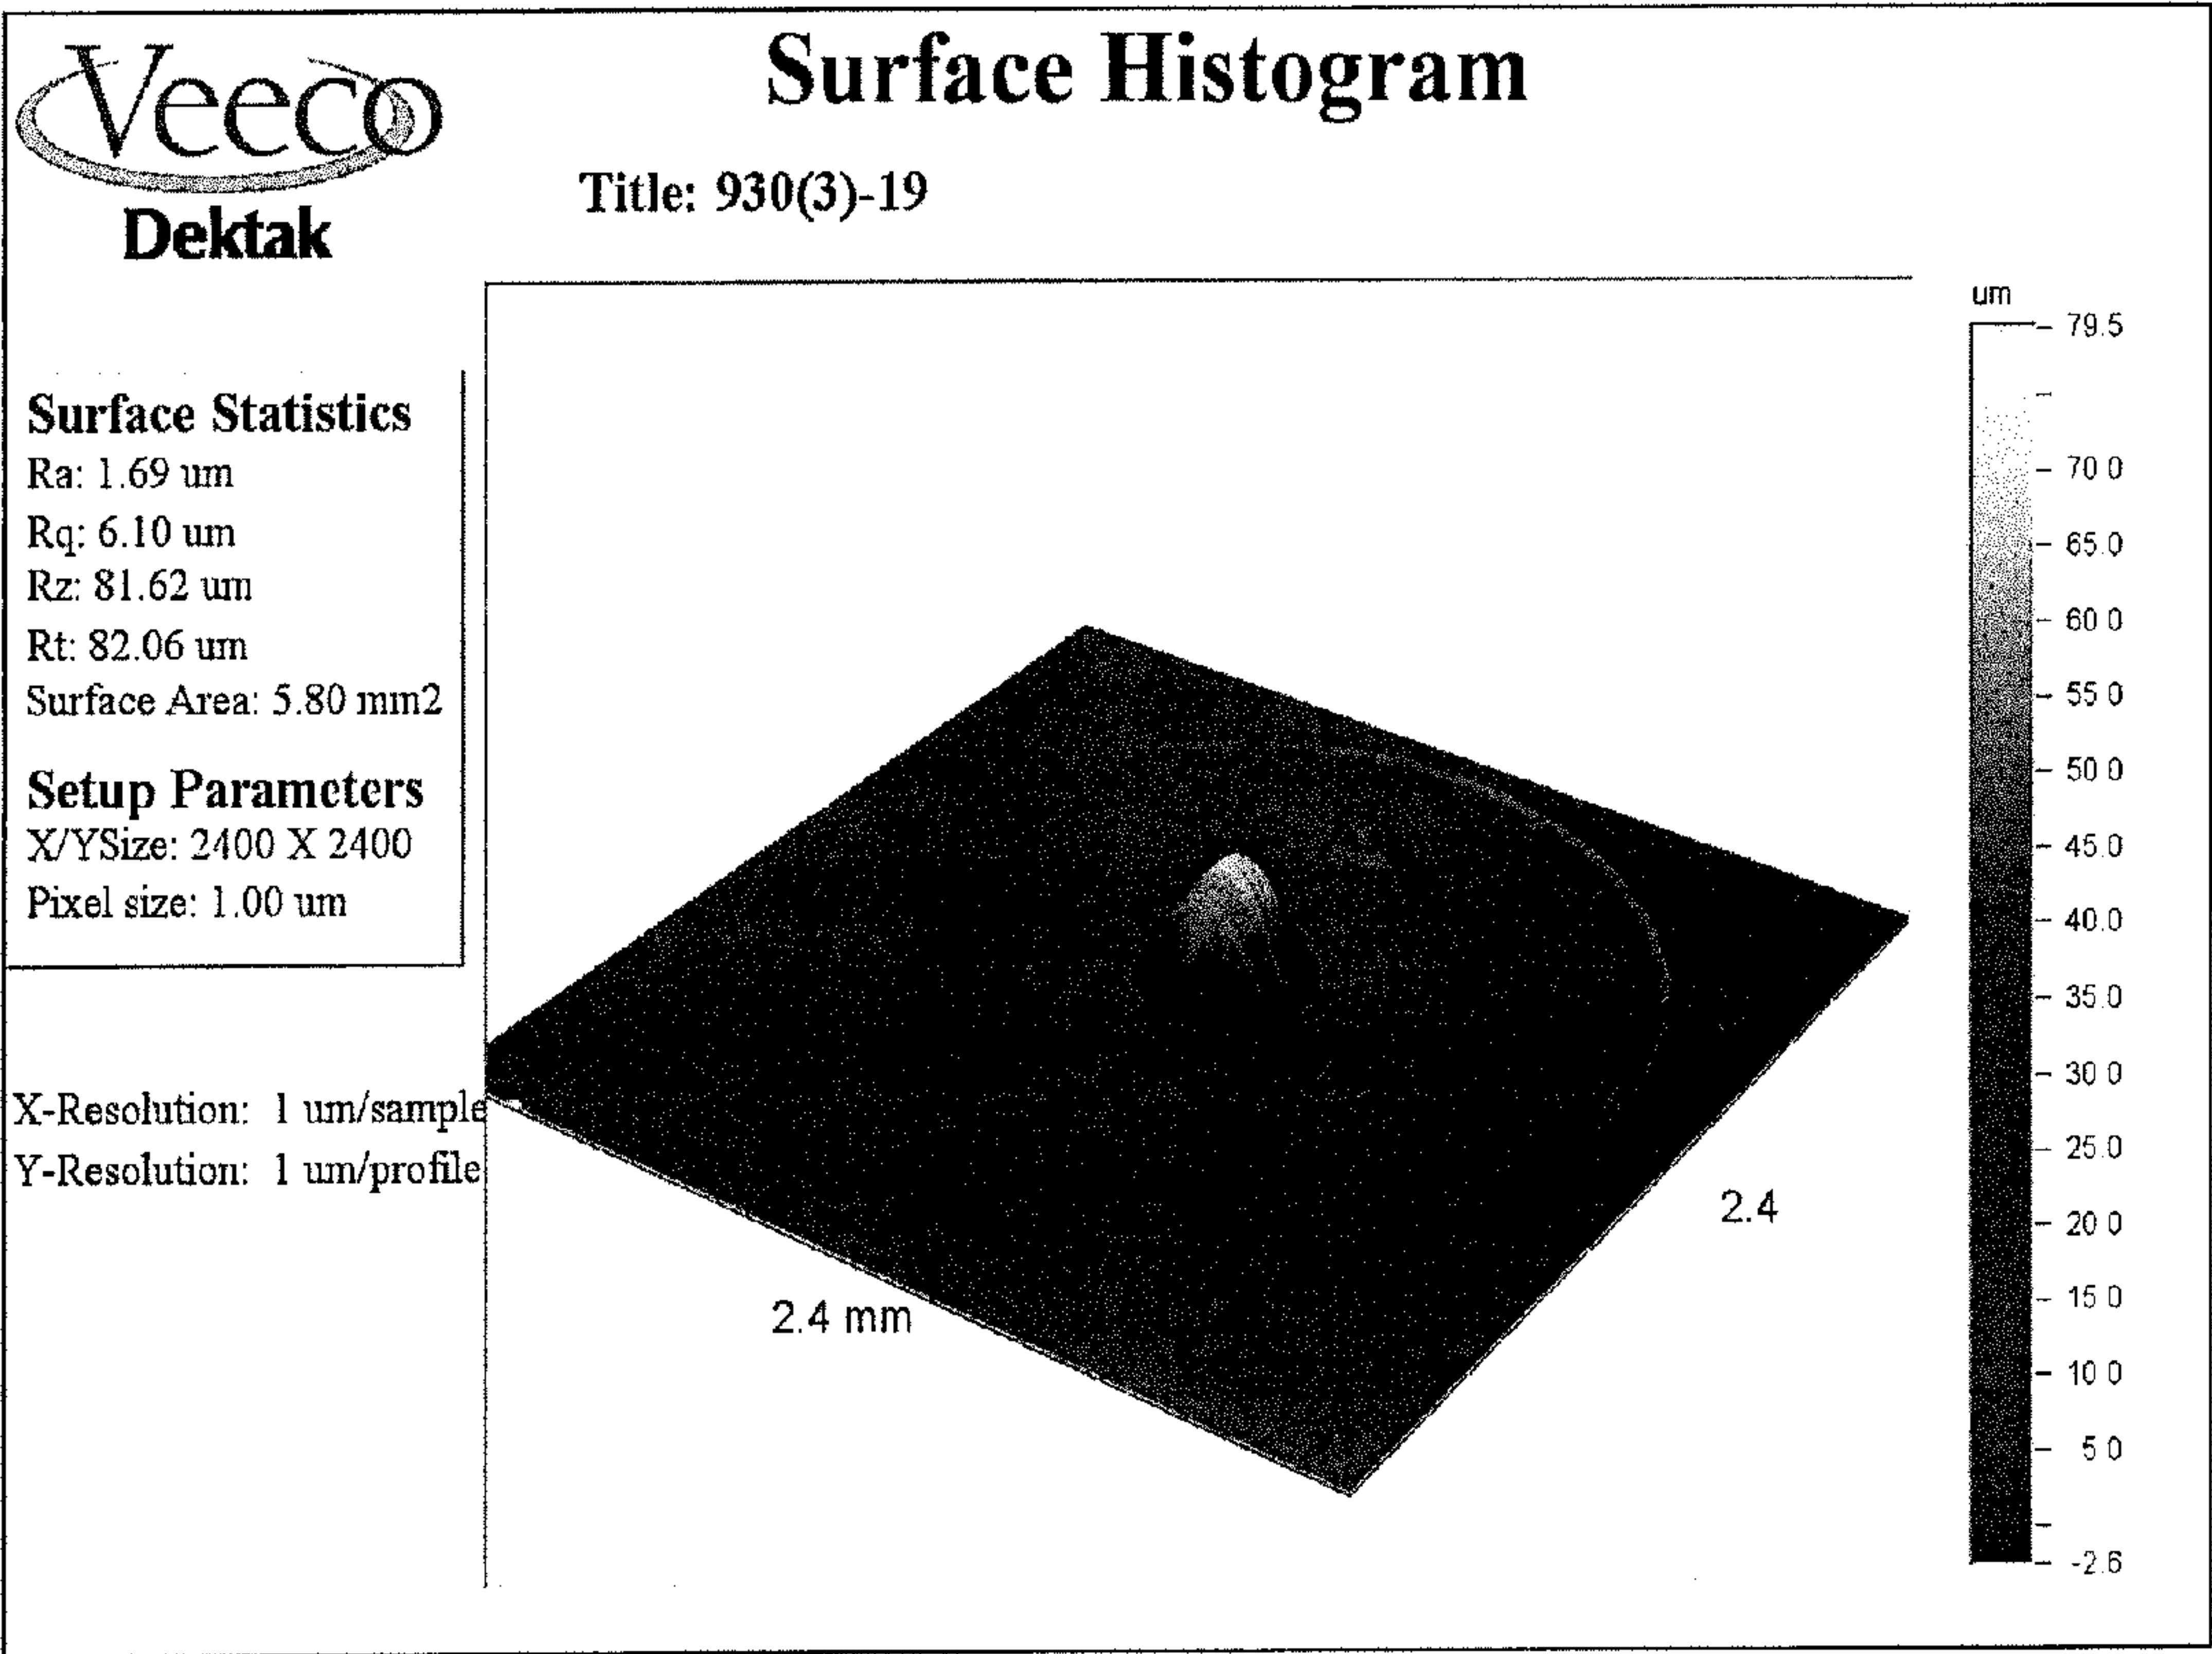 Veeco
Dektak
Surface Histogram
Title: 930(3)-19
Surface Statistics
Ra: 1.69 um
Rq: 6.10 um
Rz: 81.62 um
Rt: 82.06 um
Surface Area: 5.80 mm2
Setup Parameters
X/YSize: 2400 X 2400
Pixel size: 1.00 um
X-Resolution: 1 um/sample
Y-Resolution: 1 um/profile
2.4 mm
2.4
um
79.5
70 0
65.0
60 0
55 0
50 0
45.0
40.0
35.0
30 0
25.0
20 0
15 0
10 0
5 0
-2.6